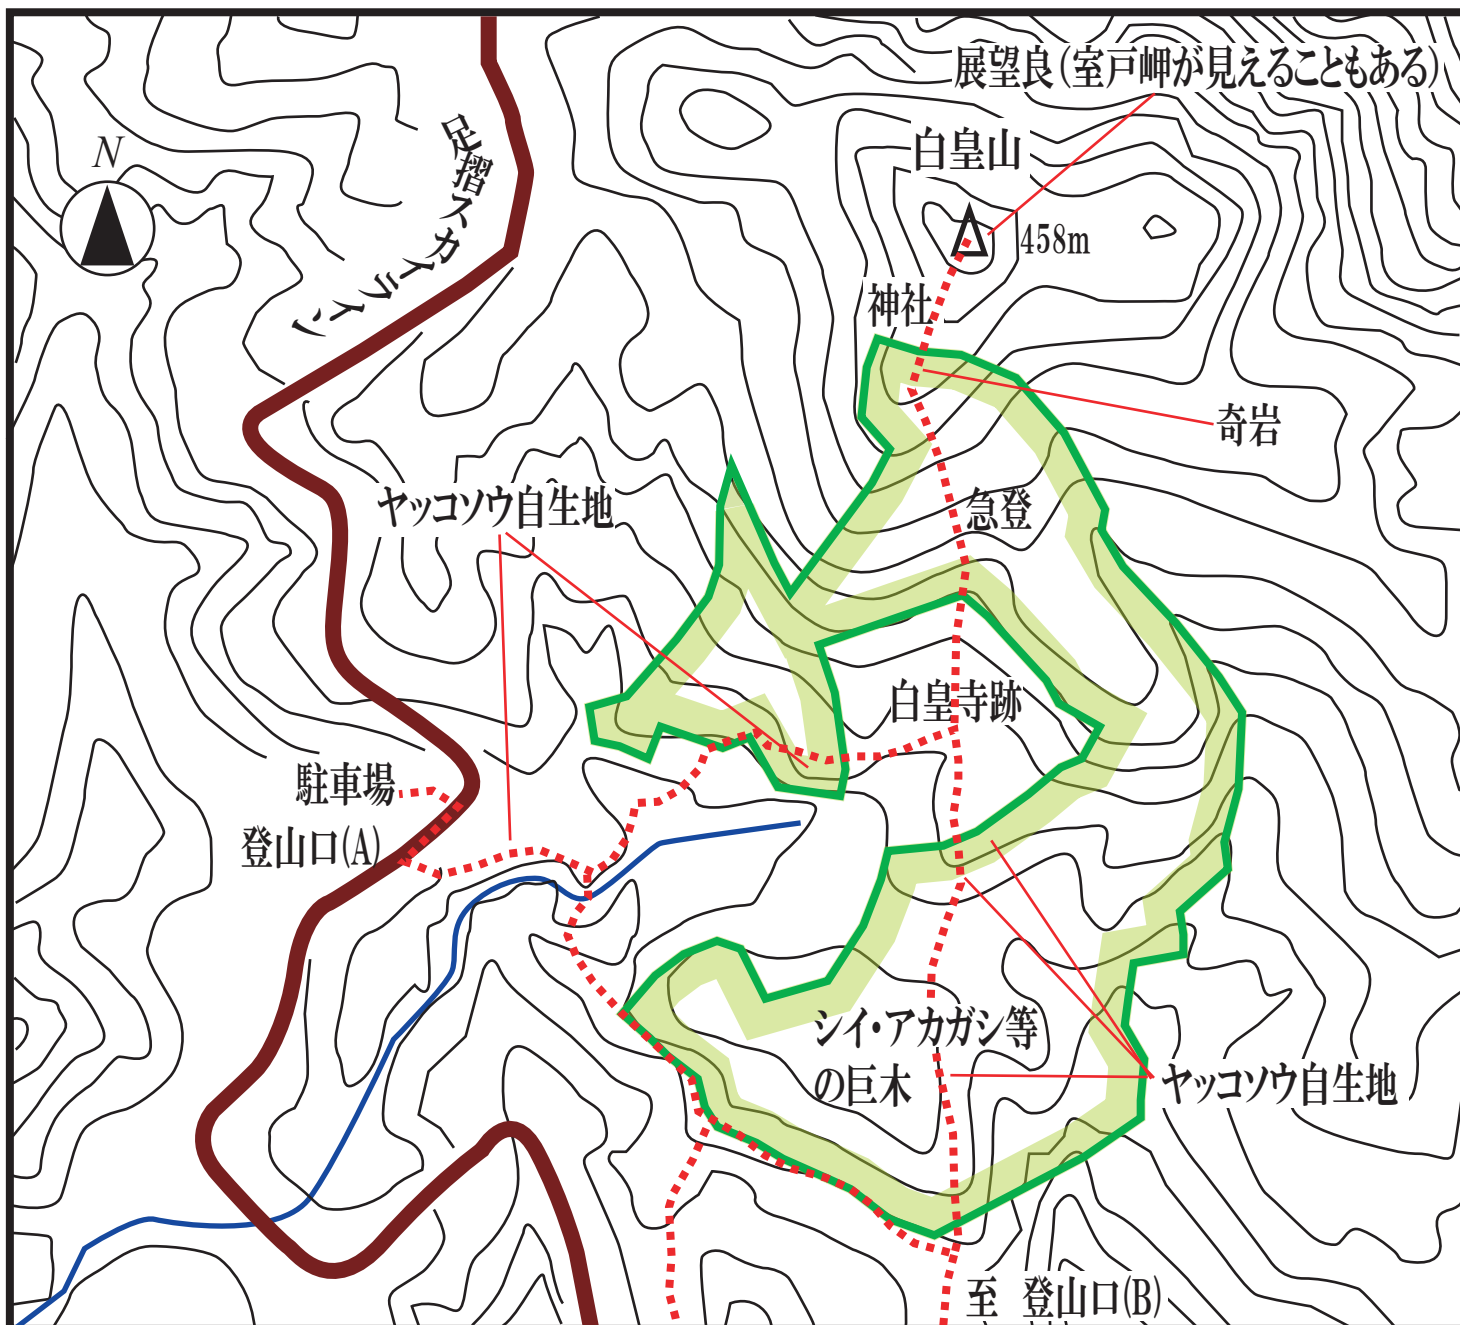 展望良(室戸岬が見えることもある)
白皇山
N
足摺スカイライン
458m
神社
奇岩
ヤッコソウ自生地
急登
白皇寺跡
駐車場
登山口(A)
シイ・アカガシ等
の巨木
ヤッコソウ自生地
至 登山口(B)